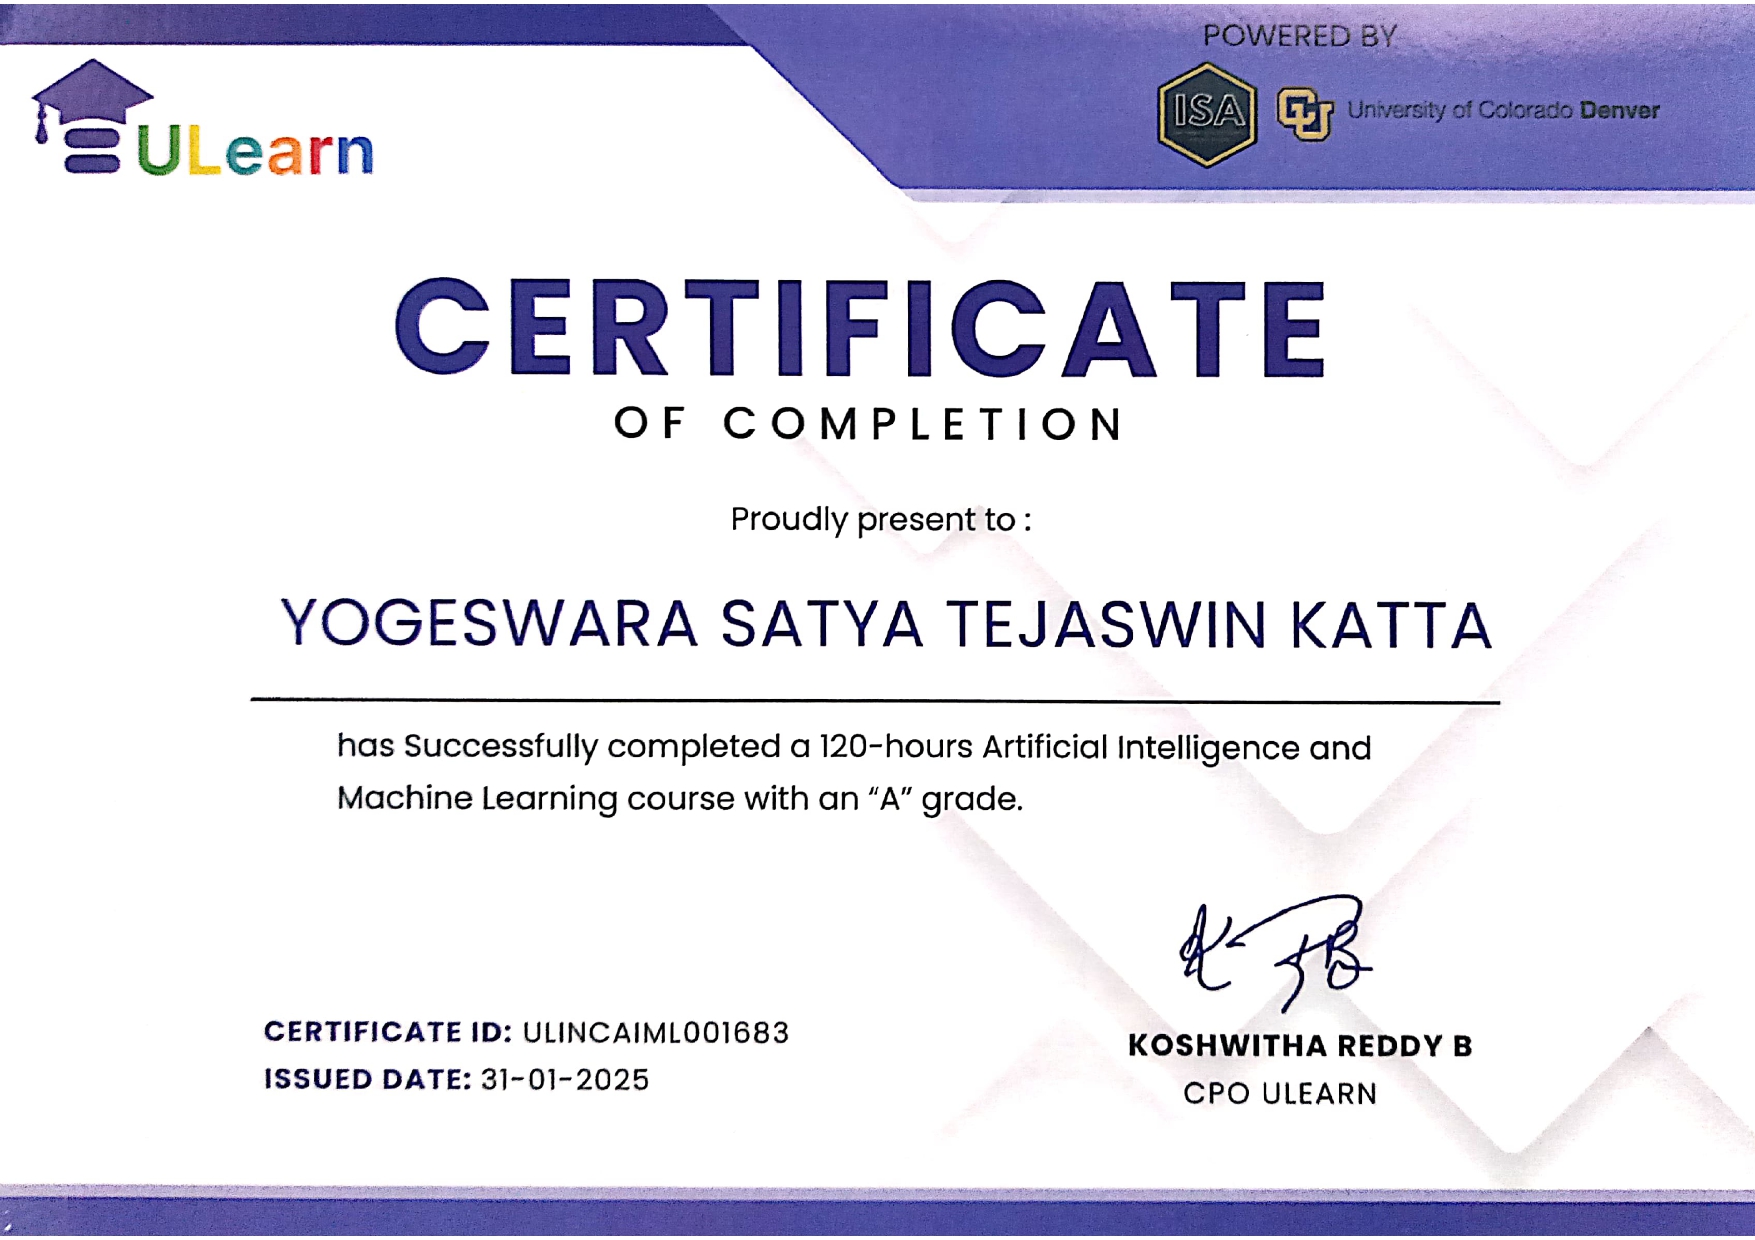 ULearn
POWERED BY
ISA
CU University of Colorado Denver
CERTIFICATE
OF COMPLETION
Proudly present to :
YOGESWARA SATYA TEJASWIN KATTA
has Successfully completed a 120-hours Artificial Intelligence and
Machine Learning course with an “A” grade.
CERTIFICATE ID: ULINCAIML001683
ISSUED DATE: 31-01-2025
KOSHWITHA REDDY B
CPO ULEARN